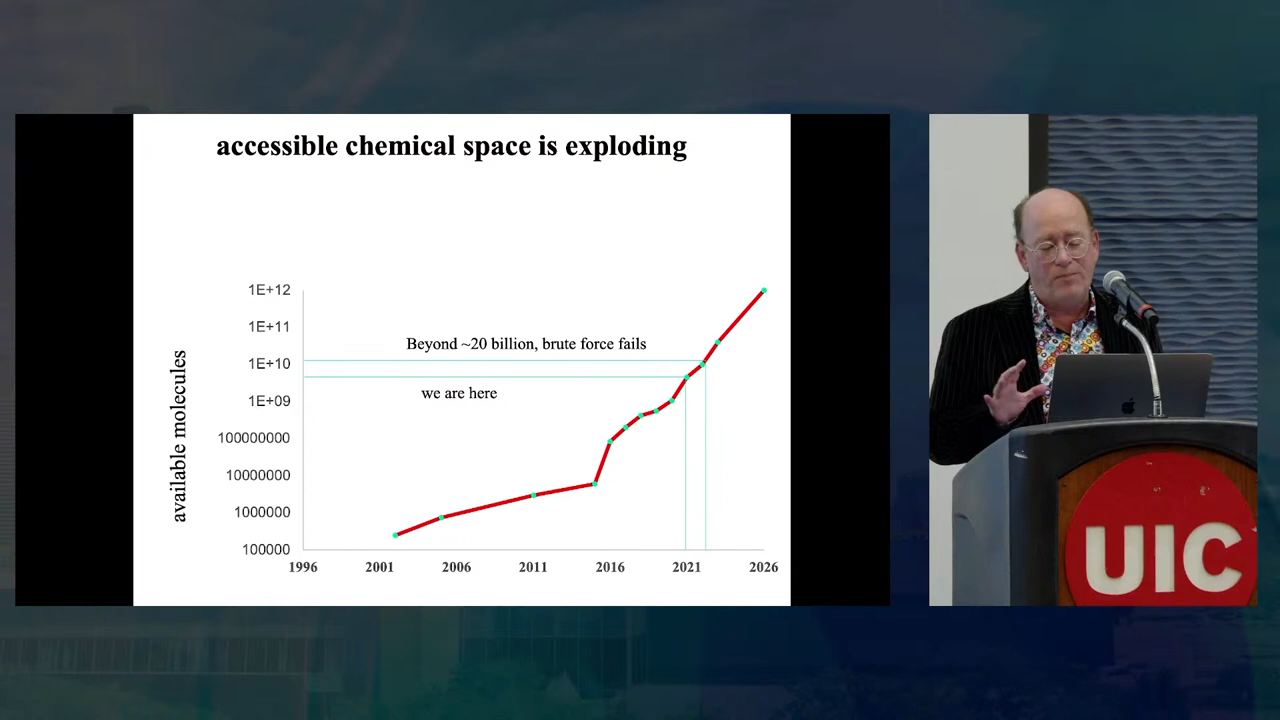 accessible chemical space is exploding
1E+12
1E+11
Beyond ~20 billion, brute force fails
1E+10
we are here
1E+09
100000000
10000000
1000000
100000
available molecules
1996 2001 2006 2011 2016 2021 2026
UIC